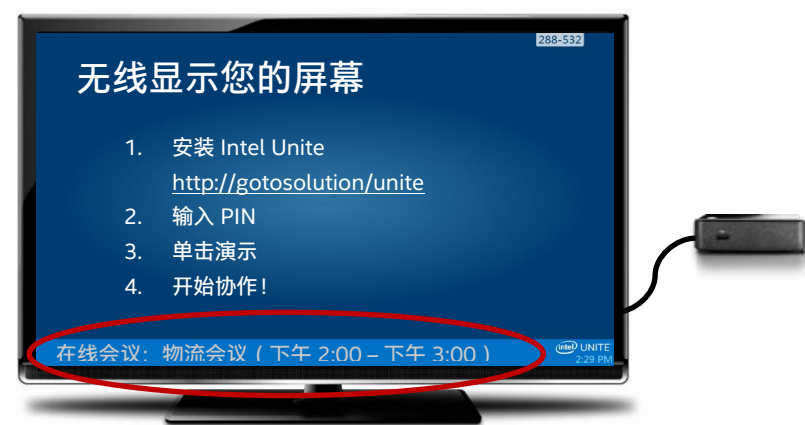 288-532
无线显示您的屏幕
1. 安装 Intel Unite
http://gotosolution/unite
2. 输入 PIN
3. 单击演示
4. 开始协作！
在线会议：物流会议（下午 2:00 – 下午 3:00）
intel UNITE
2:29 PM